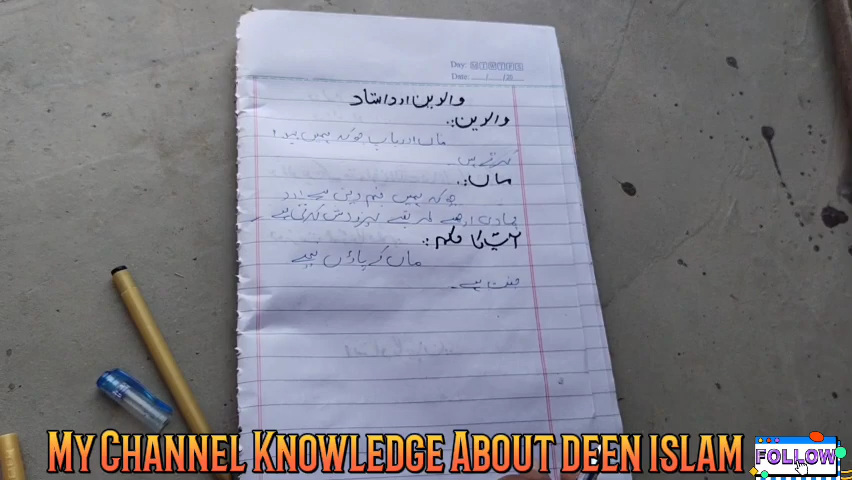 Day: M T W T F S
Date: / /20
والدین اور استاد
والدین:.
ماں اور باپ جو کہ ہمیں پیدا
کرتے ہیں۔
ماں:.
جو کہ ہمیں جنم دیتی ہے اور
ہماری اچھے طریقے پرورش کرتی ہے۔
آپؐ کا حکم:.
ماں کے پاؤں نیچے
جنت ہے۔
MY CHANNEL KNOWLEDGE ABOUT DEEN ISLAM
FOLLOW